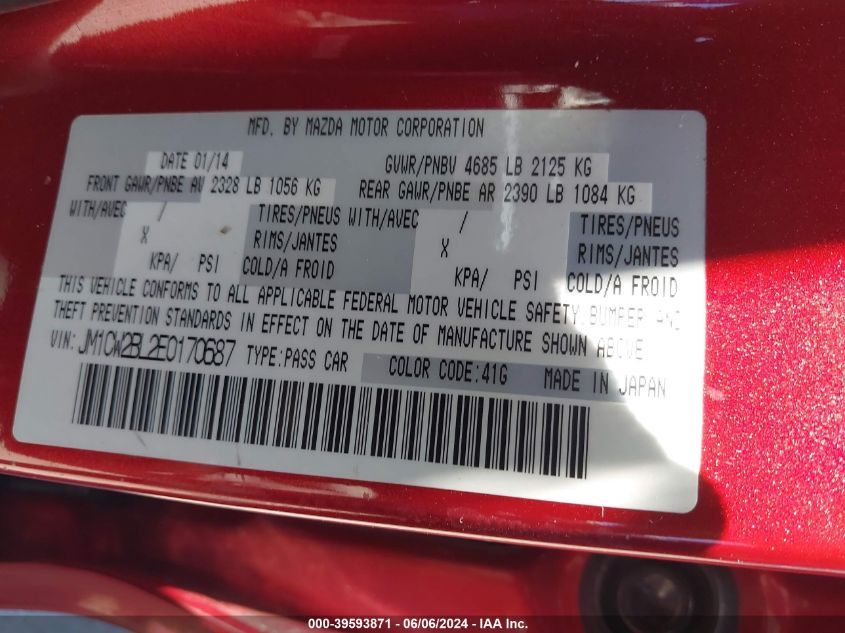 MFD. BY MAZDA MOTOR CORPORATION
DATE 01/14 GVWR/PNBV 4685 LB 2125 KG
FRONT GAWR/PNBE AV 2328 LB 1056 KG REAR GAWR/PNBE AR 2390 LB 1084 KG
WITH/AVEC / TIRES/PNEUS WITH/AVEC / TIRES/PNEUS
X RIMS/JANTES X RIMS/JANTES
KPA/ PSI COLD/A FROID KPA/ PSI COLD/A FROID
THIS VEHICLE CONFORMS TO ALL APPLICABLE FEDERAL MOTOR VEHICLE SAFETY, BUMPER AND
THEFT PREVENTION STANDARDS IN EFFECT ON THE DATE OF MANUFACTURE SHOWN ABOVE
VIN: JM1CW2BL2E0170687 TYPE:PASS CAR COLOR CODE:41G MADE IN JAPAN
000-39593871 - 06/06/2024 - IAA Inc.